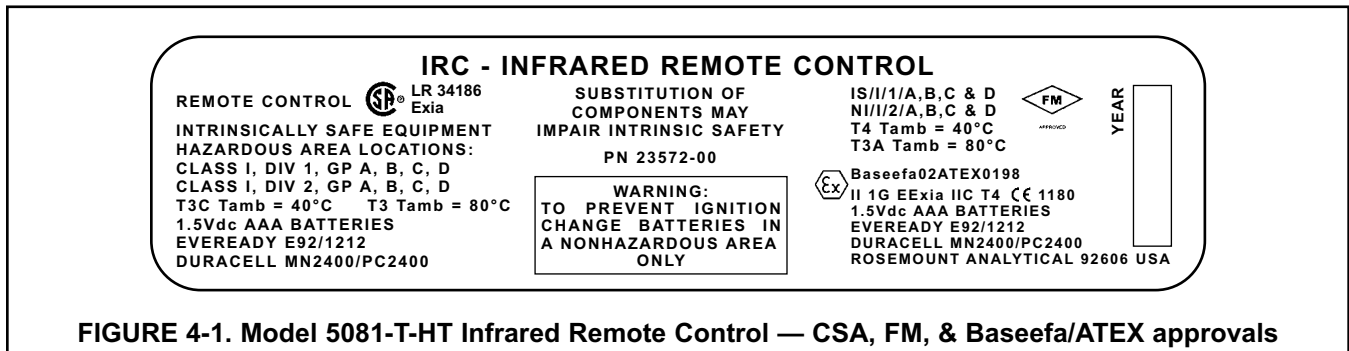 IRC - INFRARED REMOTE CONTROL
REMOTE CONTROL
SA ® LR 34186
Exia
INTRINSICALLY SAFE EQUIPMENT
HAZARDOUS AREA LOCATIONS:
CLASS I, DIV 1, GP A, B, C, D
CLASS I, DIV 2, GP A, B, C, D
T3C Tamb = 40°C T3 Tamb = 80°C
1.5Vdc AAA BATTERIES
EVEREADY E92/1212
DURACELL MN2400/PC2400
SUBSTITUTION OF
COMPONENTS MAY
IMPAIR INTRINSIC SAFETY
PN 23572-00
WARNING:
TO PREVENT IGNITION
CHANGE BATTERIES IN
A NONHAZARDOUS AREA
ONLY
IS/I/1/A,B,C & D
NI/I/2/A,B,C & D
T4 Tamb = 40°C
T3A Tamb = 80°C
FM
APPROVED
YEAR
Ex
Baseefa02ATEX0198
II 1G EExia IIC T4 CE 1180
1.5Vdc AAA BATTERIES
EVEREADY E92/1212
DURACELL MN2400/PC2400
ROSEMOUNT ANALYTICAL 92606 USA
FIGURE 4-1. Model 5081-T-HT Infrared Remote Control — CSA, FM, & Baseefa/ATEX approvals